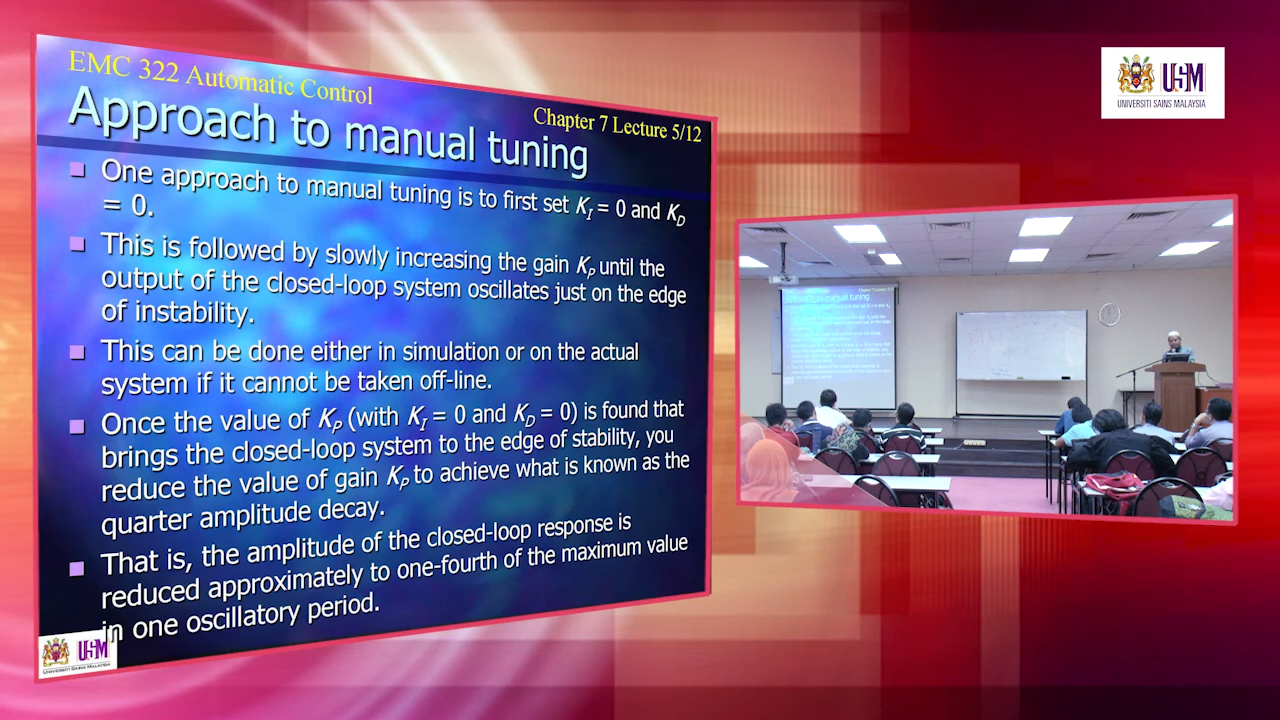 EMC 322 Automatic Control
Chapter 7 Lecture 5/12
Approach to manual tuning
One approach to manual tuning is to first set KI = 0 and KD
= 0.
This is followed by slowly increasing the gain KP until the
output of the closed-loop system oscillates just on the edge
of instability.
This can be done either in simulation or on the actual
system if it cannot be taken off-line.
Once the value of KP (with KI = 0 and KD = 0) is found that
brings the closed-loop system to the edge of stability, you
reduce the value of gain KP to achieve what is known as the
quarter amplitude decay.
That is, the amplitude of the closed-loop response is
reduced approximately to one-fourth of the maximum value
in one oscillatory period.
USM
UNIVERSITI SAINS MALAYSIA
USM
UNIVERSITI SAINS MALAYSIA
Approach to manual tuning